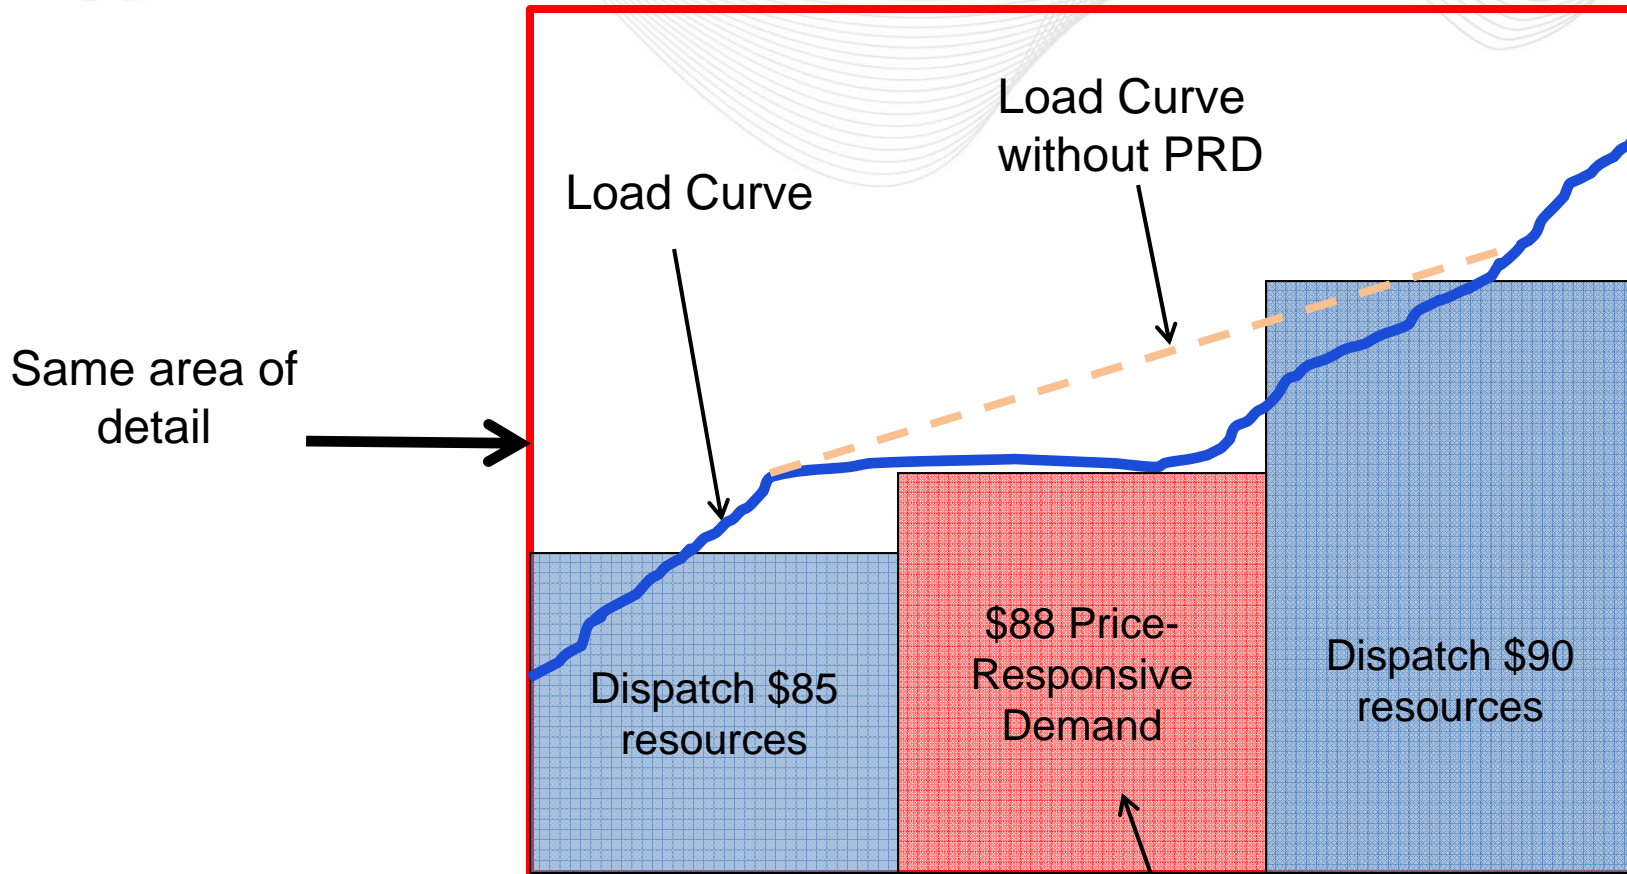 Load Curve
without PRD
Load Curve
Same area of
detail
$88 Price-
Responsive
Demand
Dispatch $85
resources
Dispatch $90
resources